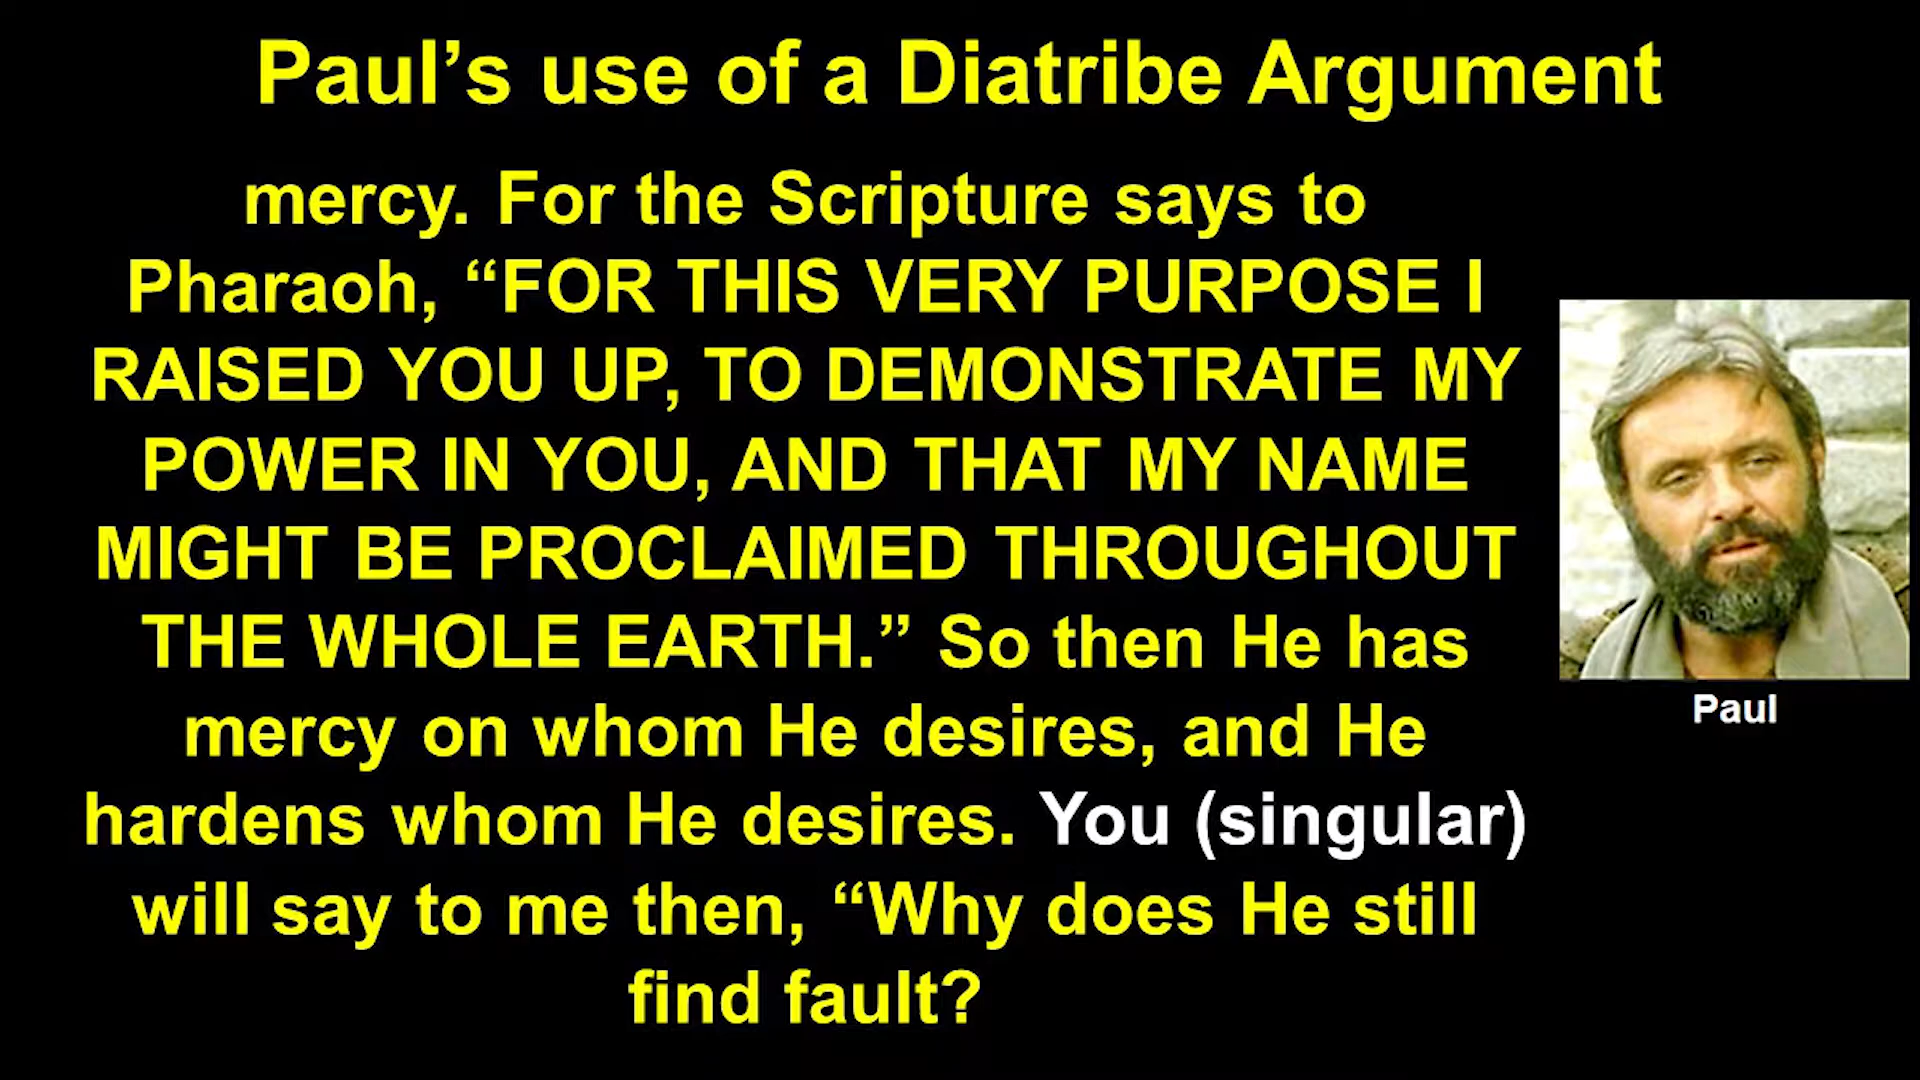 Paul’s use of a Diatribe Argument
mercy. For the Scripture says to
Pharaoh, “FOR THIS VERY PURPOSE I
RAISED YOU UP, TO DEMONSTRATE MY
POWER IN YOU, AND THAT MY NAME
MIGHT BE PROCLAIMED THROUGHOUT
THE WHOLE EARTH.” So then He has
mercy on whom He desires, and He
hardens whom He desires. You (singular)
will say to me then, “Why does He still
find fault?
Paul